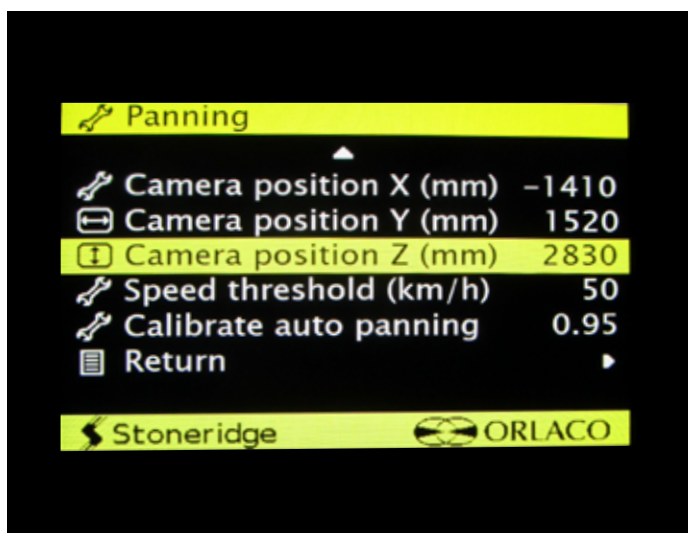 Panning
Camera position X (mm) -1410
Camera position Y (mm) 1520
Camera position Z (mm) 2830
Speed threshold (km/h) 50
Calibrate auto panning 0.95
Return
Stoneridge ORLACO